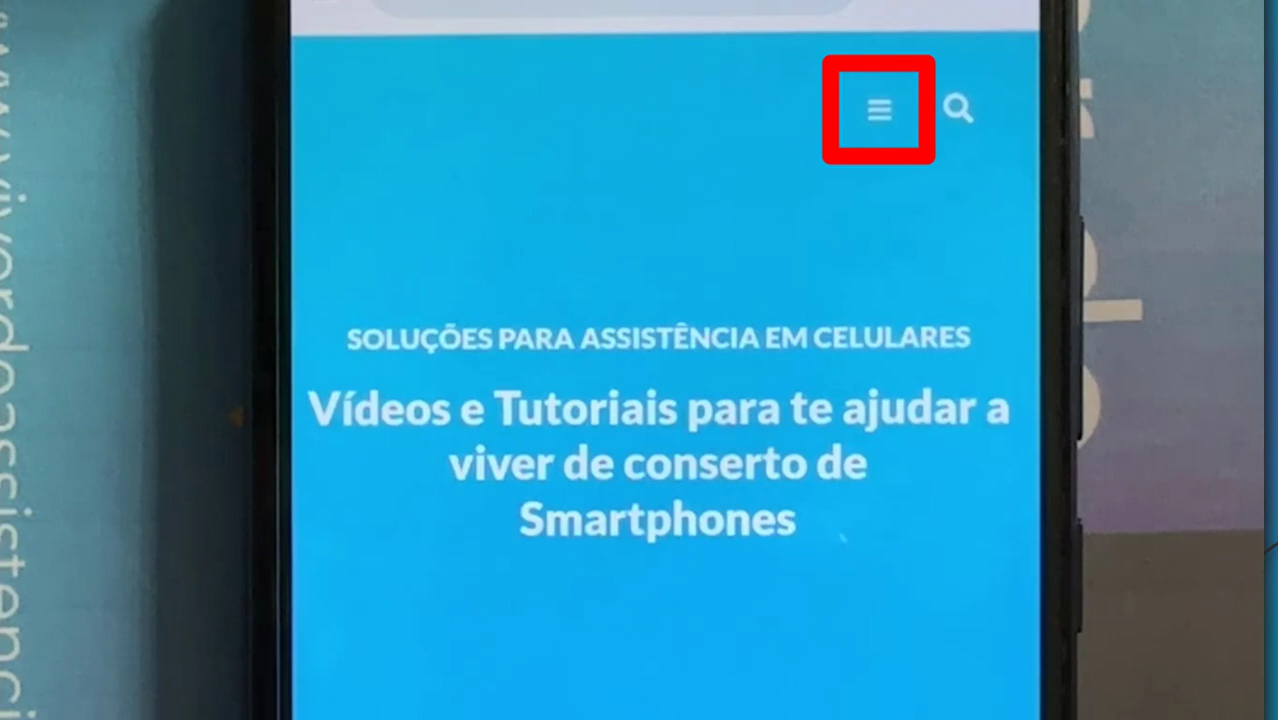 SOLUÇÕES PARA ASSISTÊNCIA EM CELULARES
Vídeos e Tutoriais para te ajudar a
viver de conserto de
Smartphones